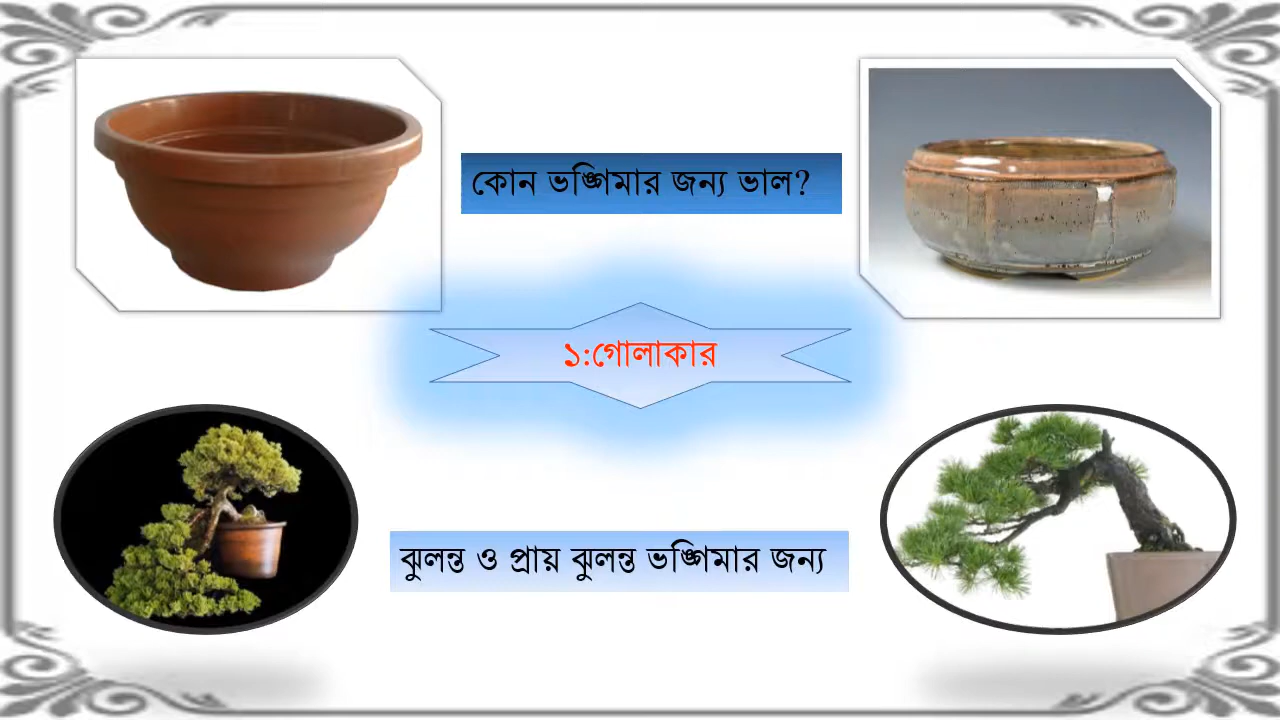 কোন ভঙ্গিমার জন্য ভাল?
১:গোলাকার
ঝুলন্ত ও প্রায় ঝুলন্ত ভঙ্গিমার জন্য